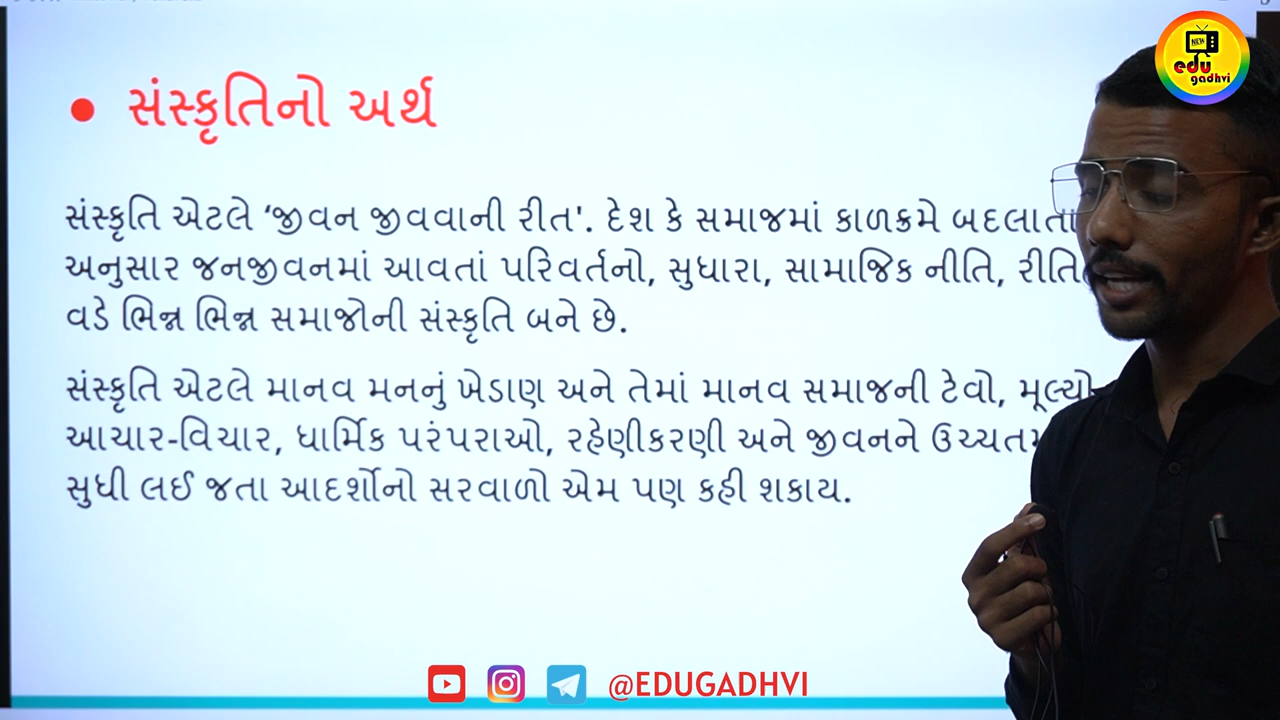 NEW
edu
gadhvi
• સંસ્કૃતિનો અર્થ
સંસ્કૃતિ એટલે ‘જીવન જીવવાની રીત'. દેશ કે સમાજમાં કાળક્રમે બદલાતા
અનુસાર જનજીવનમાં આવતાં પરિવર્તનો, સુધારા, સામાજિક નીતિ,
વડે ભિન્ન ભિન્ન સમાજોની સંસ્કૃતિ બને છે.
સંસ્કૃતિ એટલે માનવ મનનું ખેડાણ અને તેમાં માનવ સમાજની ટેવો, મૂલ્યો
આચાર-વિચાર, ધાર્મિક પરંપરાઓ, રહેણીકરણી અને જીવનને
સુધી લઈ જતા આદર્શોનો સરવાળો એમ પણ કહી શકાય.
@EDUGADHVI